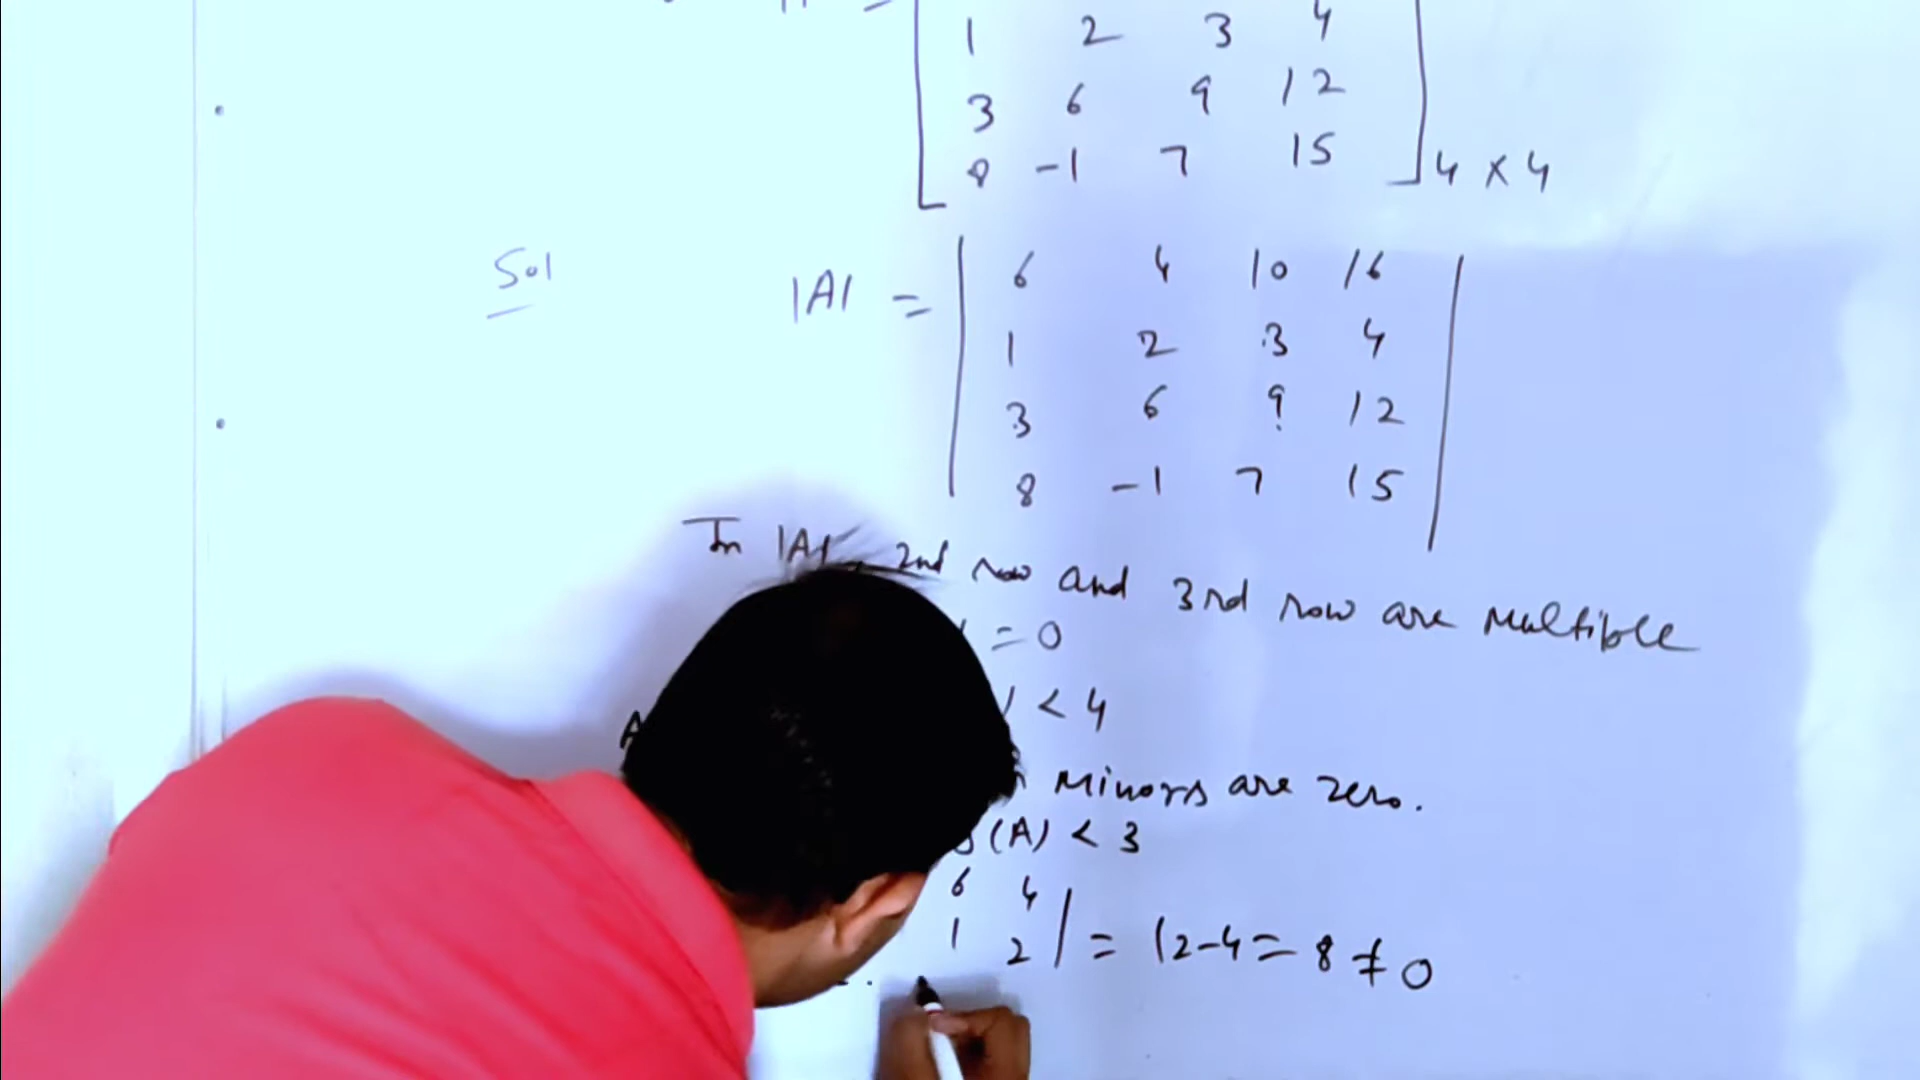 1 2 3 4
3 6 9 12
8 -1 7 15 4 × 4
Sol |A| = 6 4 10 16
1 2 3 4
3 6 9 12
8 -1 7 15
In |A|, 2nd row and 3rd row are Multible
= 0
< 4
Minors are zero.
(A) < 3
6 4
1 2 | = 12-4 = 8 ≠ 0